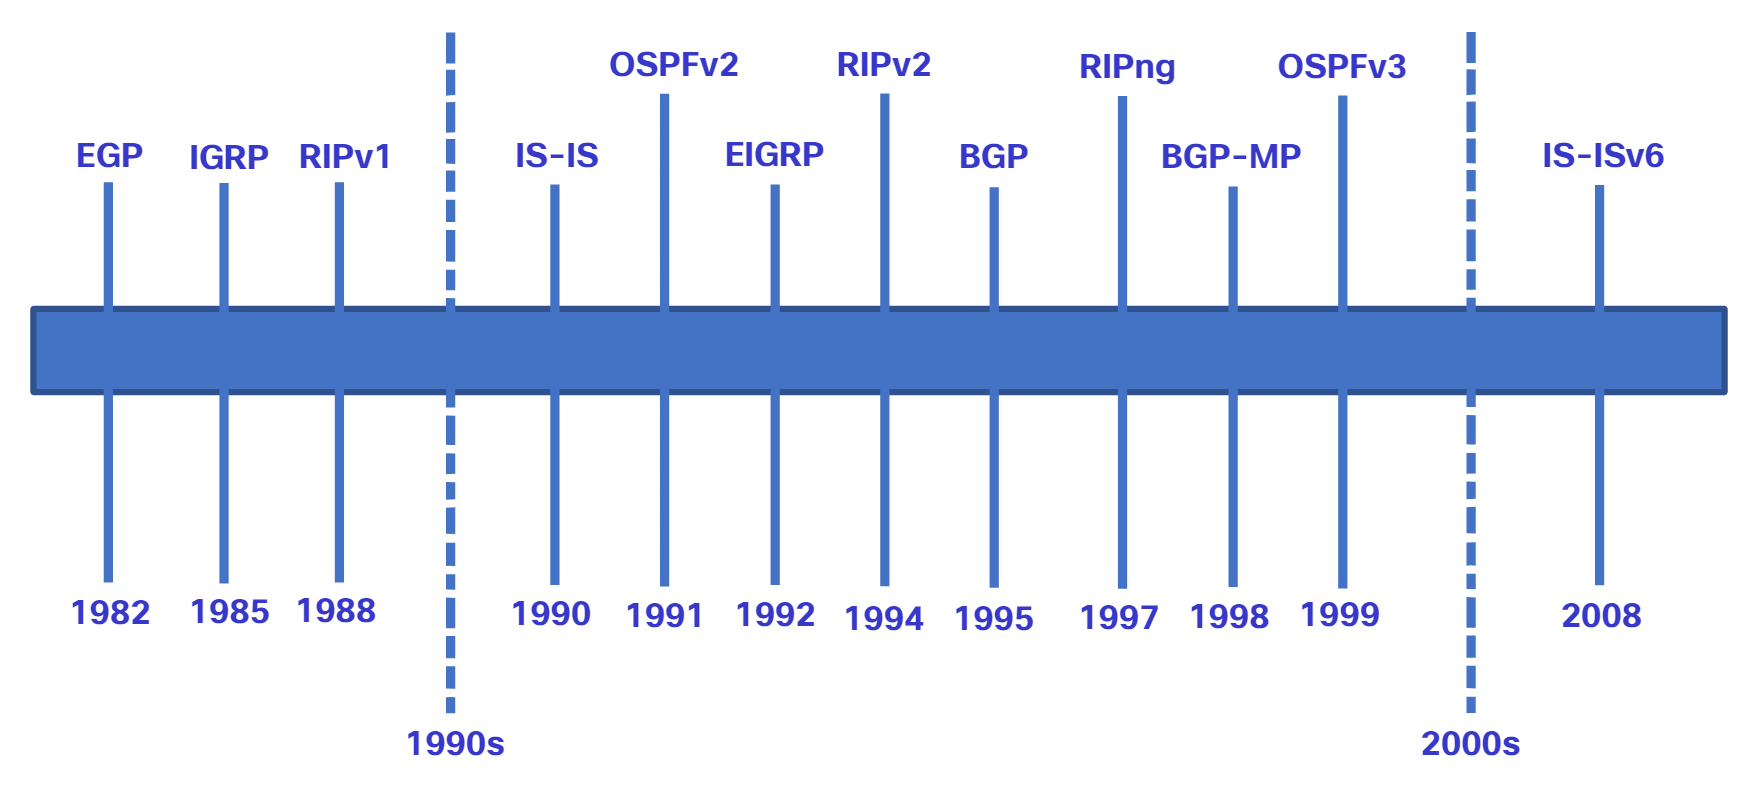 OSPFv2
RIPv2
RIPng
OSPFv3
EGP
IGRP
RIPv1
IS-IS
EIGRP
BGP
BGP-MP
IS-ISv6
1982
1985
1988
1990
1991
1992
1994
1995
1997
1998
1999
2008
1990s
2000s